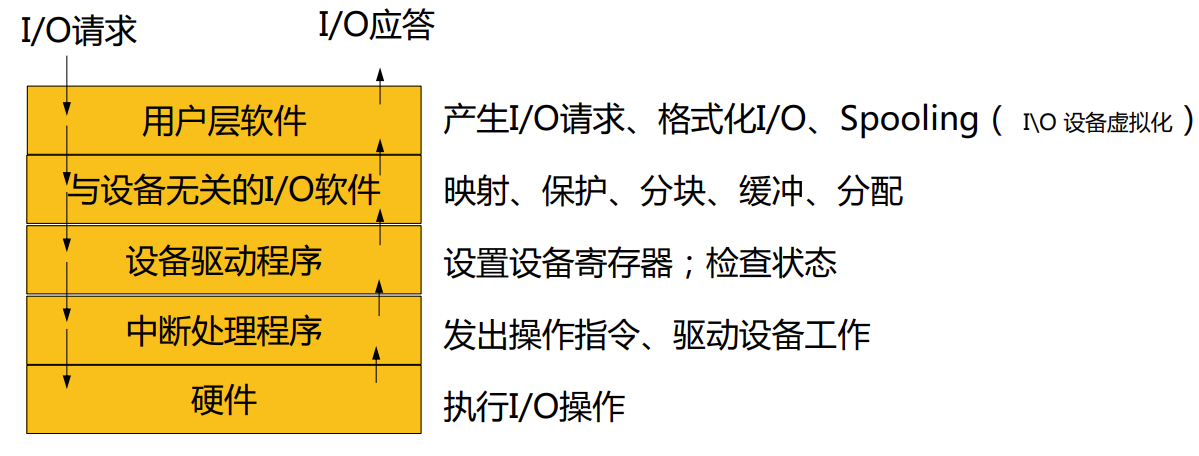 I/O请求
I/O应答
用户层软件
产生I/O请求、格式化I/O、Spooling（ I\O 设备虚拟化 ）
与设备无关的I/O软件
映射、保护、分块、缓冲、分配
设备驱动程序
设置设备寄存器；检查状态
中断处理程序
发出操作指令、驱动设备工作
硬件
执行I/O操作